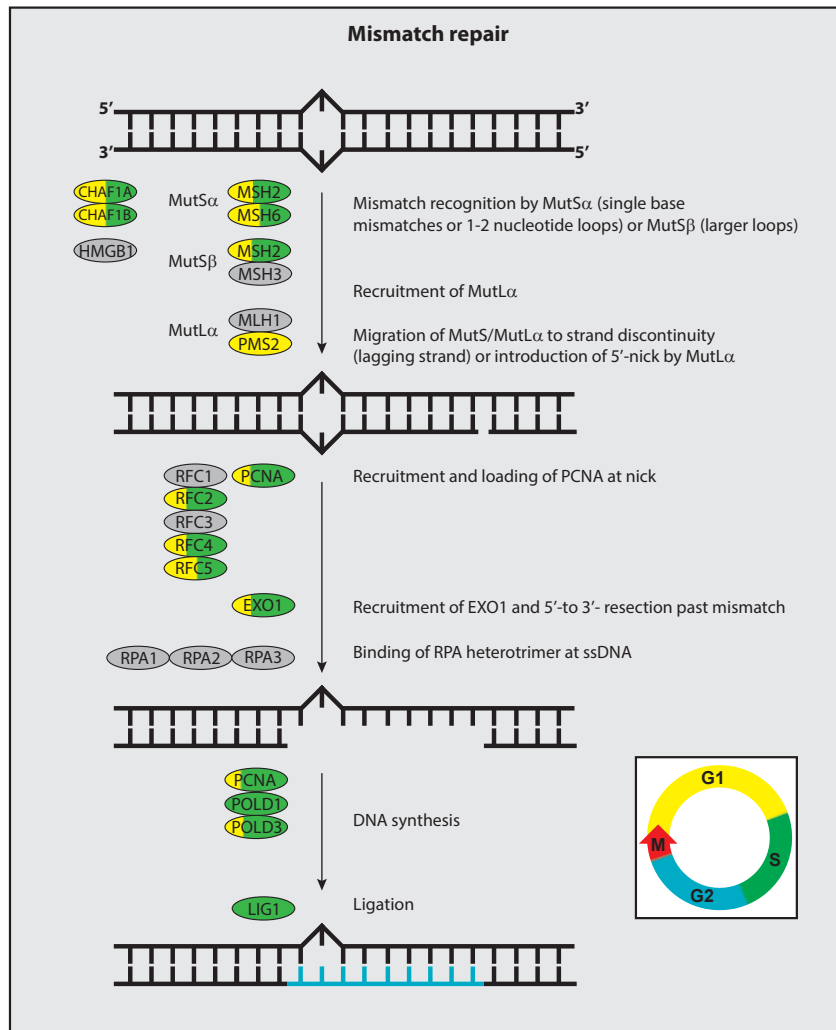 Mismatch repair
5′
3′
3′
5′
CHAF1A
CHAF1B
HMGB1
MutSα
MSH2
MSH6
MutSβ
MSH2
MSH3
MutLα
MLH1
PMS2
Mismatch recognition by MutSα (single base
mismatches or 1-2 nucleotide loops) or MutSβ (larger loops)
Recruitment of MutLα
Migration of MutS/MutLα to strand discontinuity
(lagging strand) or introduction of 5′-nick by MutLα
RFC1
RFC2
RFC3
RFC4
RFC5
PCNA
Recruitment and loading of PCNA at nick
EXO1
Recruitment of EXO1 and 5′-to 3′- resection past mismatch
RPA1
RPA2
RPA3
Binding of RPA heterotrimer at ssDNA
PCNA
POLD1
POLD3
DNA synthesis
LIG1
Ligation
G1
S
G2
M